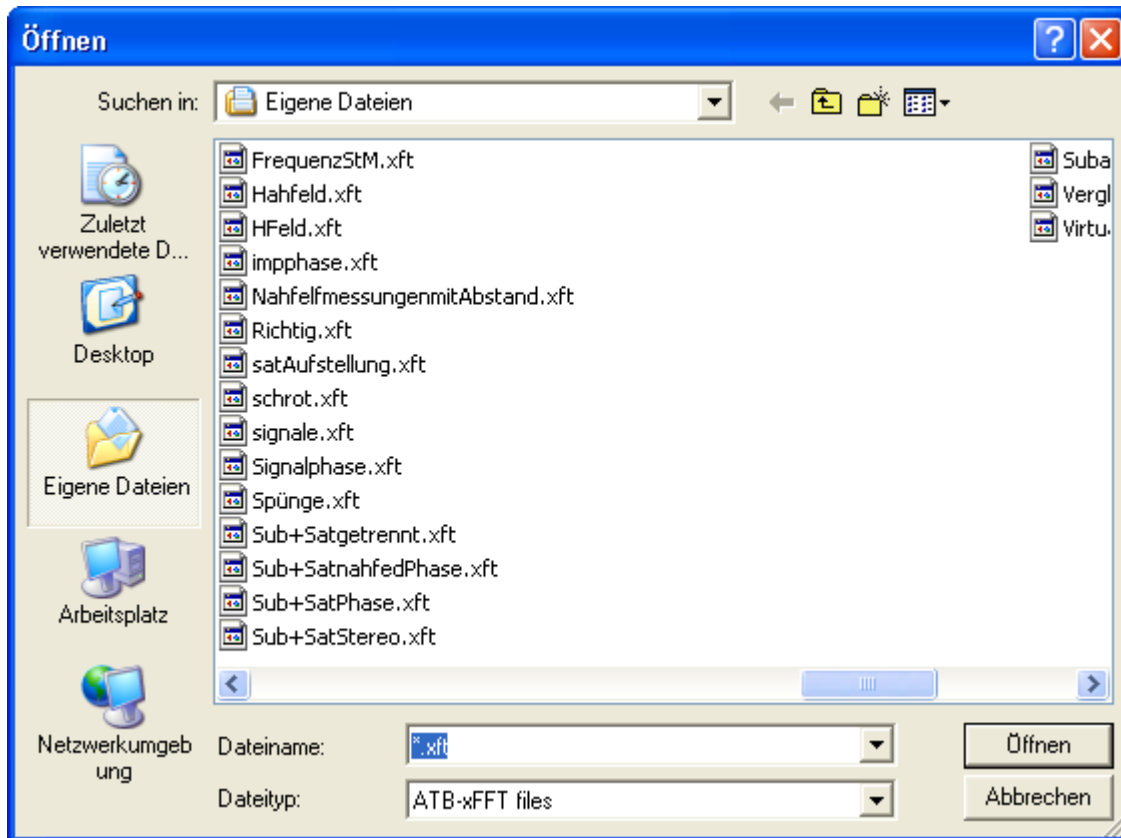 Öffnen
Suchen in:
Eigene Dateien
Zuletzt
verwendete D...
Desktop
Eigene Dateien
Arbeitsplatz
Netzwerkumgeb
ung
FrequenzStM.xft
Hahfeld.xft
HFeld.xft
impphase.xft
NahfelfmessungenmitAbstand.xft
Richtig.xft
satAufstellung.xft
schrot.xft
signale.xft
Signalphase.xft
Spünge.xft
Sub+Satgetrennt.xft
Sub+SatnahfedPhase.xft
Sub+SatPhase.xft
Sub+SatStereo.xft
Suba
Vergl
Virtu
Dateiname:
*.xft
Öffnen
Dateityp:
ATB-xFFT files
Abbrechen